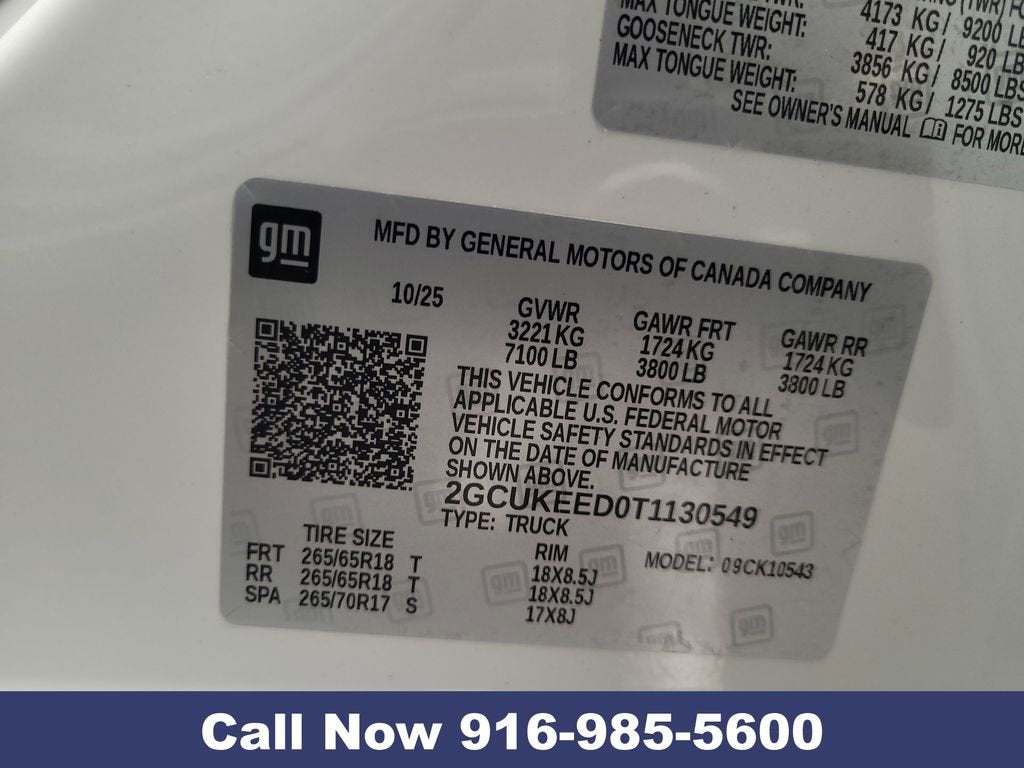 TWR:
MAX TONGUE WEIGHT: 4173 KG/ 9200 LB
GOOSENECK TWR: 417 KG/ 920 LB
MAX TONGUE WEIGHT: 3856 KG/ 8500 LBS
578 KG/ 1275 LBS
SEE OWNER'S MANUAL FOR MORE
gm
MFD BY GENERAL MOTORS OF CANADA COMPANY
10/25
GVWR GAWR FRT GAWR RR
3221 KG 1724 KG 1724 KG
7100 LB 3800 LB 3800 LB
THIS VEHICLE CONFORMS TO ALL
APPLICABLE U.S. FEDERAL MOTOR
VEHICLE SAFETY STANDARDS IN EFFECT
ON THE DATE OF MANUFACTURE
SHOWN ABOVE.
2GCUKEED0T1130549
TYPE: TRUCK
MODEL: 09CK10543
TIRE SIZE RIM
FRT 265/65R18 T 18X8.5J
RR 265/65R18 T 18X8.5J
SPA 265/70R17 S 17X8J
Call Now 916-985-5600